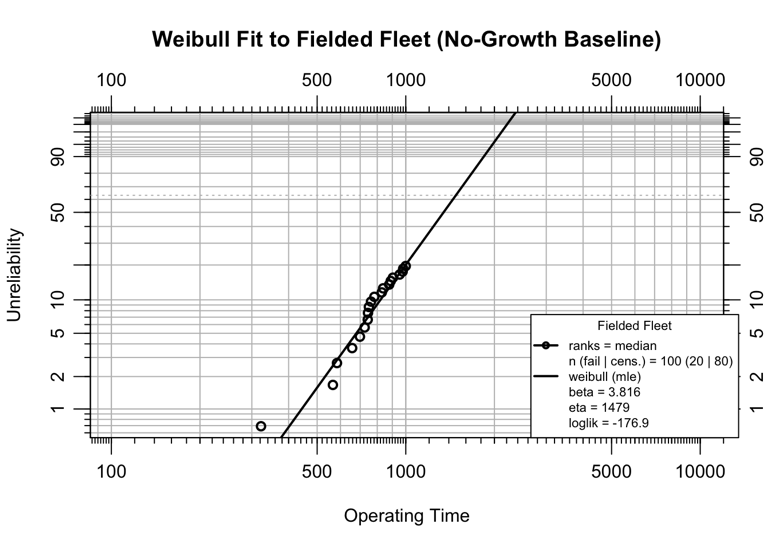 Weibull Fit to Fielded Fleet (No-Growth Baseline)
100 500 1000 5000 10000
90 90
50 50
10 10
5 5
2 2
1 1
Unreliability
Fielded Fleet
ranks = median
n (fail | cens.) = 100 (20 | 80)
weibull (mle)
beta = 3.816
eta = 1479
loglik = -176.9
100 500 1000 5000 10000
Operating Time